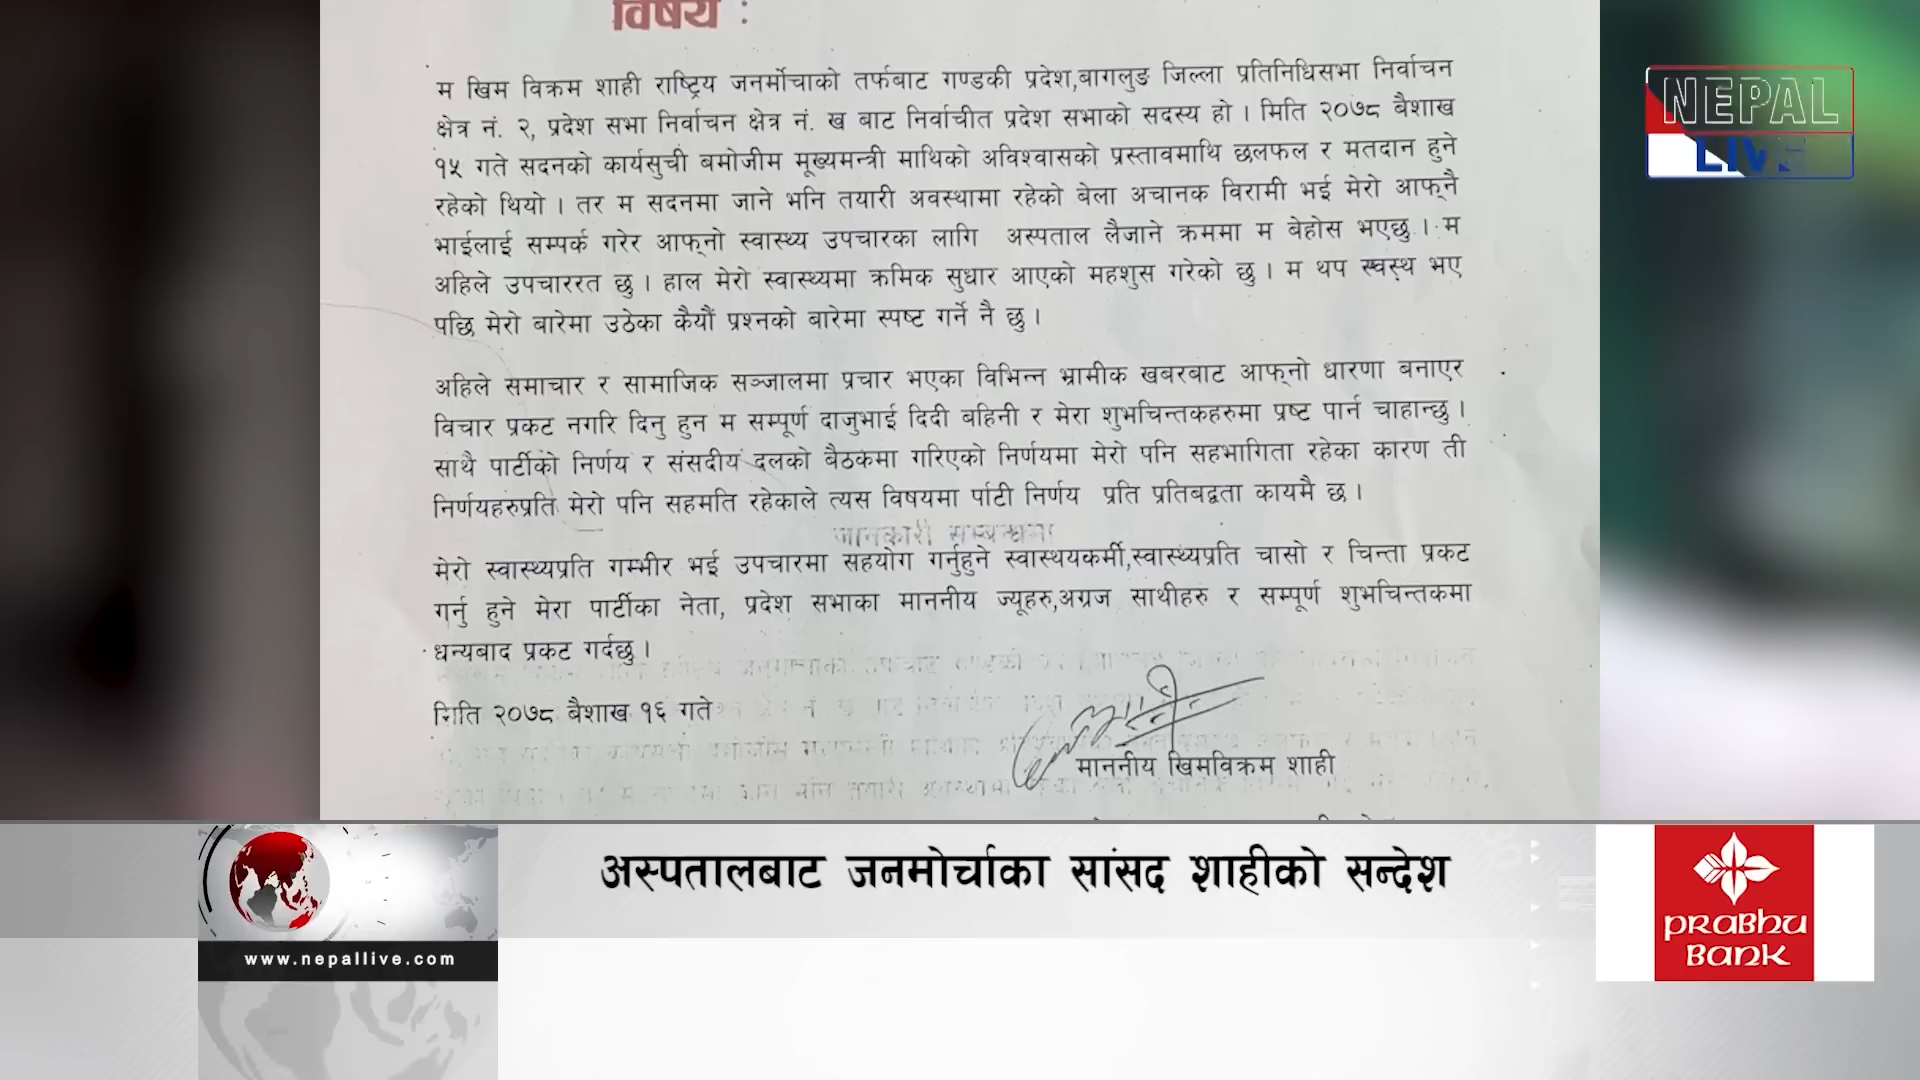 विषय :
म खिम विक्रम शाही राष्ट्रिय जनर्मोचाको तर्फबाट गण्डकी प्रदेश,बागलुङ जिल्ला प्रतिनिधिसभा निर्वाचन
क्षेत्र नं. २, प्रदेश सभा निर्वाचन क्षेत्र नं. ख बाट निर्वाचीत प्रदेश सभाको सदस्य हो । मिति २०७८ बैशाख
१५ गते सदनको कार्यसुची बमोजीम मूख्यमन्त्री माथिको अविश्वासको प्रस्तावमाथि छलफल र मतदान हुने
रहेको थियो । तर म सदनमा जाने भनि तयारी अवस्थामा रहेको बेला अचानक विरामी भई मेरो आफ्नै
भाईलाई सम्पर्क गरेर आफ्नो स्वास्थ्य उपचारका लागि अस्पताल लैजाने क्रममा म बेहोस भएछु । म
अहिले उपचाररत छु । हाल मेरो स्वास्थ्यमा क्रमिक सुधार आएको महशुस गरेको छु । म थप स्वस्थ भए
पछि मेरो बारेमा उठेका कैयौं प्रश्नको बारेमा स्पष्ट गर्ने नै छु ।
अहिले समाचार र सामाजिक सञ्जालमा प्रचार भएका विभिन्न भ्रामीक खबरबाट आफ्नो धारणा बनाएर
विचार प्रकट नगरि दिनु हुन म सम्पूर्ण दाजुभाई दिदी बहिनी र मेरा शुभचिन्तकहरुमा प्रष्ट पार्न चाहान्छु ।
साथै पार्टीको निर्णय र संसदीय दलको बैठकमा गरिएको निर्णयमा मेरो पनि सहभागिता रहेका कारण ती
निर्णयहरुप्रति मेरो पनि सहमति रहेकाले त्यस विषयमा र्पाटी निर्णय प्रति प्रतिबद्वता कायमै छ ।
जानकारी सम्बन्धमा
मेरो स्वास्थ्यप्रति गम्भीर भई उपचारमा सहयोग गर्नुहुने स्वास्थयकर्मी,स्वास्थ्यप्रति चासो र चिन्ता प्रकट
गर्नु हुने मेरा पार्टीका नेता, प्रदेश सभाका माननीय ज्यूहरु,अग्रज साथीहरु र सम्पूर्ण शुभचिन्तकमा
धन्यबाद प्रकट गर्दछु ।
मिति २०७८ बैशाख १६ गते
माननीय खिमविक्रम शाही
NEPAL
LIVE
अस्पतालबाट जनमोर्चाका सांसद शाहीको सन्देश
www.nepallive.com
PRABHU
BANK